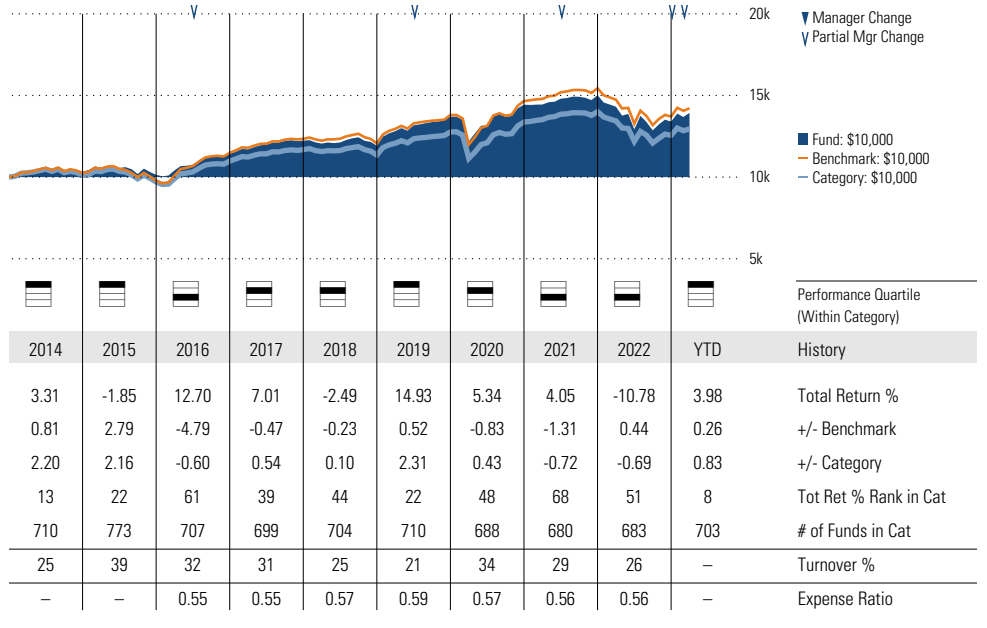 20k
15k
10k
5k
Manager Change
Partial Mgr Change
Fund: $10,000
Benchmark: $10,000
Category: $10,000
Performance Quartile
(Within Category)
2014 2015 2016 2017 2018 2019 2020 2021 2022 YTD History
3.31 -1.85 12.70 7.01 -2.49 14.93 5.34 4.05 -10.78 3.98 Total Return %
0.81 2.79 -4.79 -0.47 -0.23 0.52 -0.83 -1.31 0.44 0.26 +/- Benchmark
2.20 2.16 -0.60 0.54 0.10 2.31 0.43 -0.72 -0.69 0.83 +/- Category
13 22 61 39 44 22 48 68 51 8 Tot Ret % Rank in Cat
710 773 707 699 704 710 688 680 683 703 # of Funds in Cat
25 39 32 31 25 21 34 29 26 – Turnover %
– – 0.55 0.55 0.57 0.59 0.57 0.56 0.56 – Expense Ratio